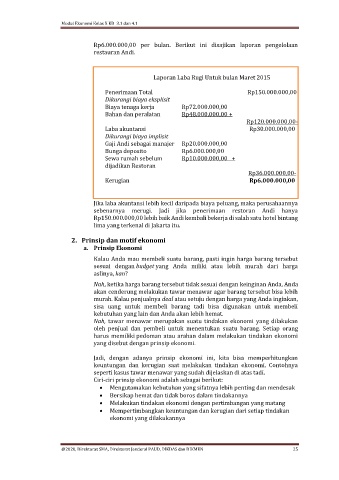 Modul Ekonomi Kelas X KD 3.1 dan 4.1
Rp6.000.000,00 per bulan. Berikut ini disajikan laporan pengelolaan
restauran Andi.
Laporan Laba Rugi Untuk bulan Maret 2015
Penerimaan Total Rp150.000.000,00
Dikurangi biaya eksplisit
Biaya tenaga kerja Rp72.000.000,00
Bahan dan peralatan Rp48.000.000,00 +
Rp120.000.000,00-
Laba akuntansi Rp30.000.000,00
Dikurangi biaya implisit
Gaji Andi sebagai manajer Rp20.000.000,00
Bunga deposito Rp6.000.000,00
Sewa rumah sebelum Rp10.000.000,00 +
dijadikan Restoran
Rp36.000.000,00-
Kerugian Rp6.000.000,00
Jika laba akuntansi lebih kecil daripada biaya peluang, maka perusahaannya
sebenarnya merugi. Jadi jika penerimaan restoran Andi hanya
Rp150.000.000,00 lebih baik Andi kembali bekerja di salah satu hotel bintang
lima yang terkenal di Jakarta itu.
2. Prinsip dan motif ekonomi
a. Prinsip Ekonomi
Kalau Anda mau membeli suatu barang, pasti ingin harga barang tersebut
sesuai dengan budget yang Anda miliki atau lebih murah dari harga
aslinya, kan?
Nah, ketika harga barang tersebut tidak sesuai dengan keinginan Anda, Anda
akan cenderung melakukan tawar menawar agar barang tersebut bisa lebih
murah. Kalau penjualnya deal atau setuju dengan harga yang Anda inginkan,
sisa uang untuk membeli barang tadi bisa digunakan untuk membeli
kebutuhan yang lain dan Anda akan lebih hemat.
Nah, tawar menawar merupakan suatu tindakan ekonomi yang dilakukan
oleh penjual dan pembeli untuk menentukan suatu barang. Setiap orang
harus memiliki pedoman atau arahan dalam melakukan tindakan ekonomi
yang disebut dengan prinsip ekonomi.
Jadi, dengan adanya prinsip ekonomi ini, kita bisa memperhitungkan
keuntungan dan kerugian saat melakukan tindakan ekonomi. Contohnya
seperti kasus tawar menawar yang sudah dijelaskan di atas tadi.
Ciri-ciri prinsip ekonomi adalah sebagai berikut:
• Mengutamakan kebutuhan yang sifatnya lebih penting dan mendesak
• Bersikap hemat dan tidak boros dalam tindakannya
• Melakukan tindakan ekonomi dengan pertimbangan yang matang
• Mempertimbangkan keuntungan dan kerugian dari setiap tindakan
ekonomi yang dilakukannya
@2020, Direktorat SMA, Direktorat Jenderal PAUD, DIKDAS dan DIKMEN 15